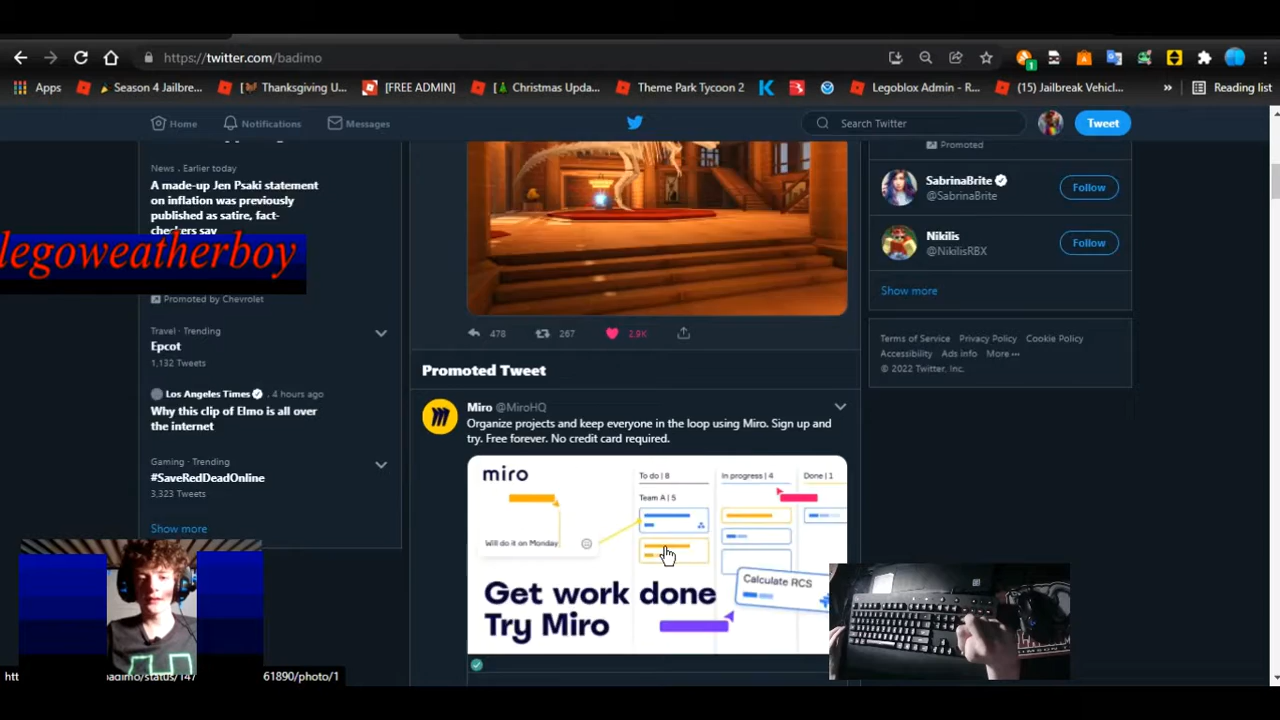 https://twitter.com/badimo
Apps
Season 4 Jailbre...
[ Thanksgiving U...
[FREE ADMIN]
[ Christmas Upda...
Theme Park Tycoon 2
Legoblox Admin - R...
(15) Jailbreak Vehicl...
»
Reading list
Home
Notifications
Messages
Search Twitter
Tweet
News · Earlier today
A made-up Jen Psaki statement
on inflation was previously
published as satire, fact-
checkers say
legoweatherboy
Promoted by Chevrolet
Travel · Trending
Epcot
1,132 Tweets
Los Angeles Times · 4 hours ago
Why this clip of Elmo is all over
the internet
Gaming · Trending
#SaveRedDeadOnline
3,323 Tweets
Show more
478
267
2.9K
Promoted Tweet
Miro @MiroHQ
Organize projects and keep everyone in the loop using Miro. Sign up and
try. Free forever. No credit card required.
miro
To do | 8
In progress | 4
Done | 1
Team A | 5
Will do it on Monday
Calculate RCS
Get work done
Try Miro
Promoted
SabrinaBrite
@SabrinaBrite
Follow
Nikilis
@NikilisRBX
Follow
Show more
Terms of Service Privacy Policy Cookie Policy
Accessibility Ads info More ···
© 2022 Twitter, Inc.
htt
badimo/status/147
61890/photo/1